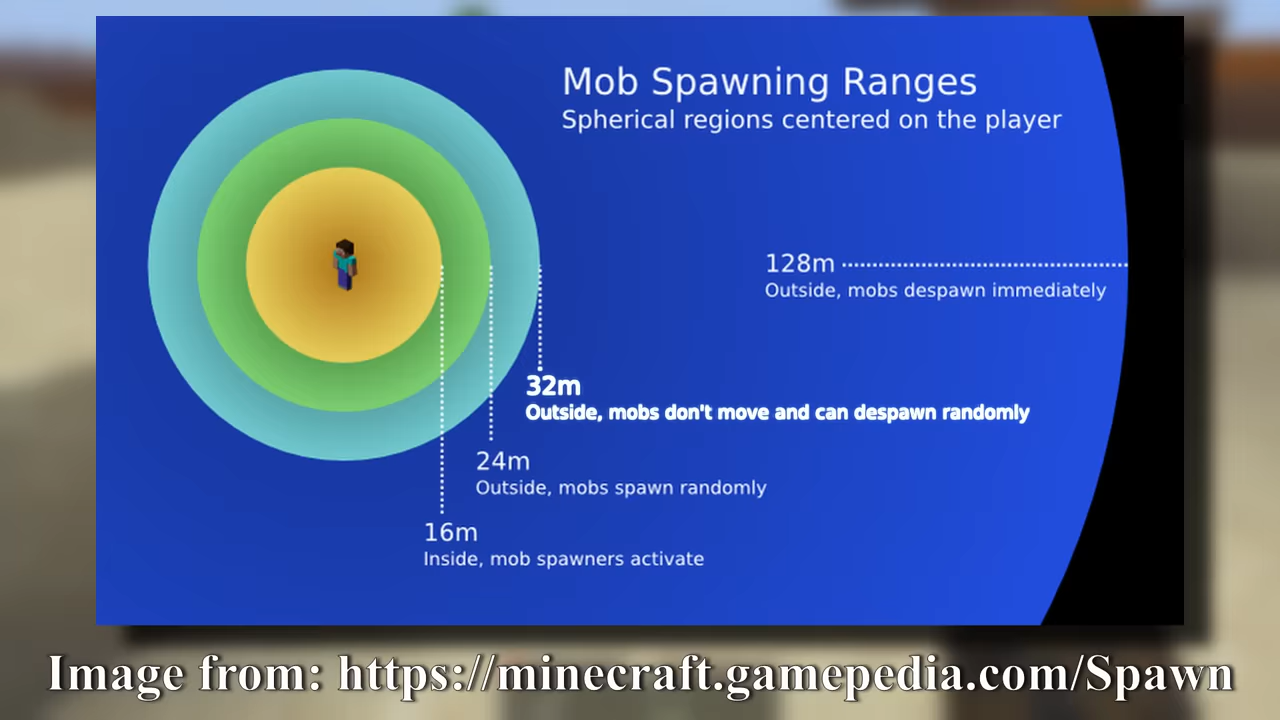 Mob Spawning Ranges
Spherical regions centered on the player
128m
Outside, mobs despawn immediately
32m
Outside, mobs don't move and can despawn randomly
24m
Outside, mobs spawn randomly
16m
Inside, mob spawners activate
Image from: https://minecraft.gamepedia.com/Spawn